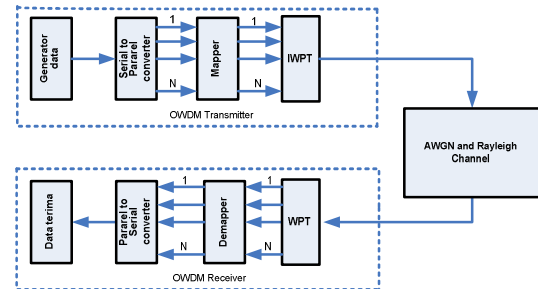 Generator
data
Serial to
Pararel
converter
1
N
Mapper
1
N
IWPT
OWDM Transmitter
AWGN and Rayleigh
Channel
Data terima
Pararel to
Serial
converter
1
N
Demapper
1
N
WPT
OWDM Receiver